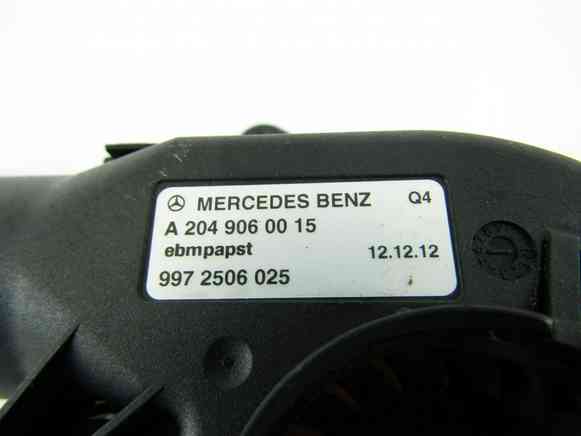 MERCEDES BENZ Q4
A 204 906 00 15
ebmpapst 12.12.12
997 2506 025